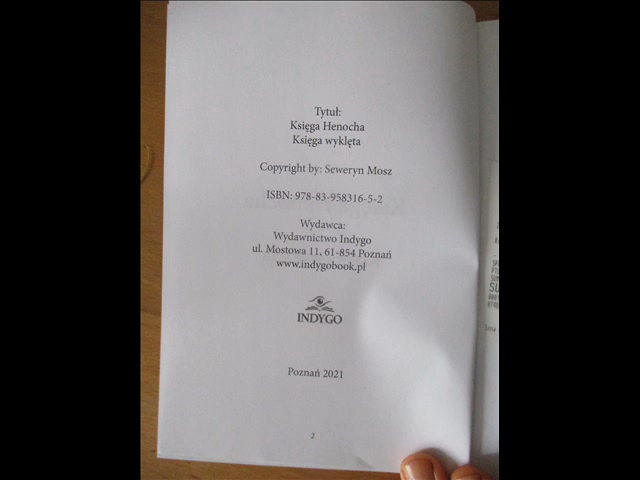 Tytuł:
Księga Henocha
Księga wyklęta
Copyright by: Seweryn Mosz
ISBN: 978-83-958316-5-2
Wydawca:
Wydawnictwo Indygo
ul. Mostowa 11, 61-854 Poznań
www.indygobook.pl
INDYGO
Poznań 2021
2